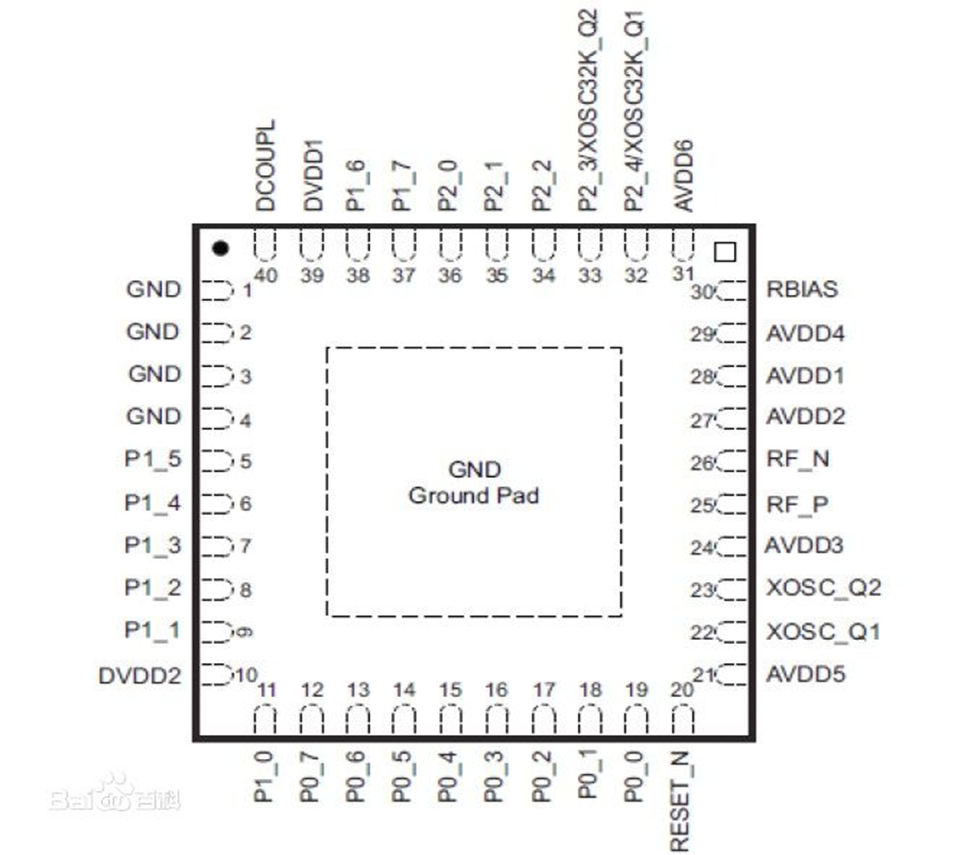 DCOUPL
DVDD1
P1_6
P1_7
P2_0
P2_1
P2_2
P2_3/XOSC32K_Q2
P2_4/XOSC32K_Q1
AVDD6
40 39 38 37 36 35 34 33 32 31
GND 1
30 RBIAS
GND 2
29 AVDD4
GND 3
28 AVDD1
GND 4
27 AVDD2
P1_5 5
26 RF_N
P1_4 6
25 RF_P
P1_3 7
24 AVDD3
P1_2 8
23 XOSC_Q2
P1_1 9
22 XOSC_Q1
DVDD2 10
21 AVDD5
GND
Ground Pad
11 12 13 14 15 16 17 18 19 20
P1_0
P0_7
P0_6
P0_5
P0_4
P0_3
P0_2
P0_1
P0_0
RESET_N
Bai 百科